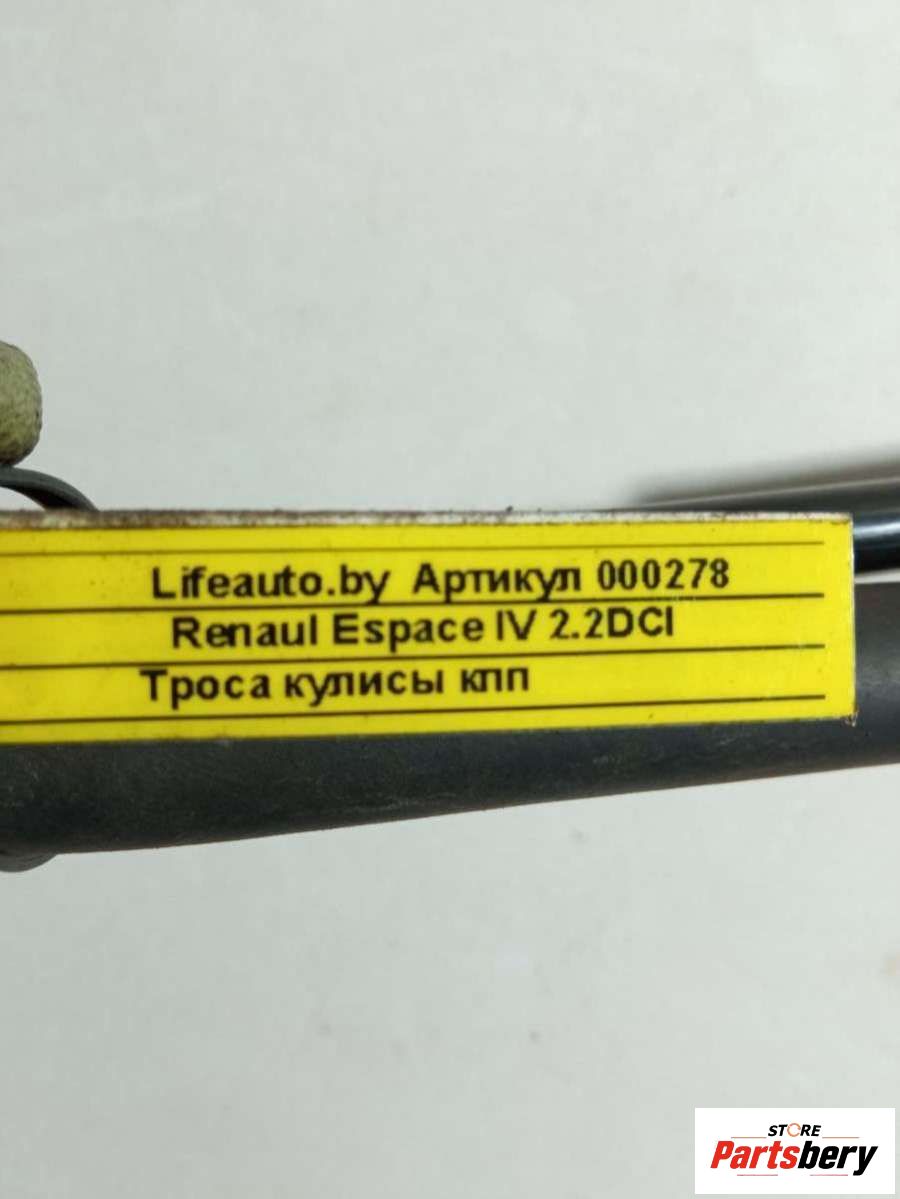 Lifeauto.by Артикул 000278
Renaul Espace IV 2.2DCI
Троса кулисы кпп
STORE
Partsbery